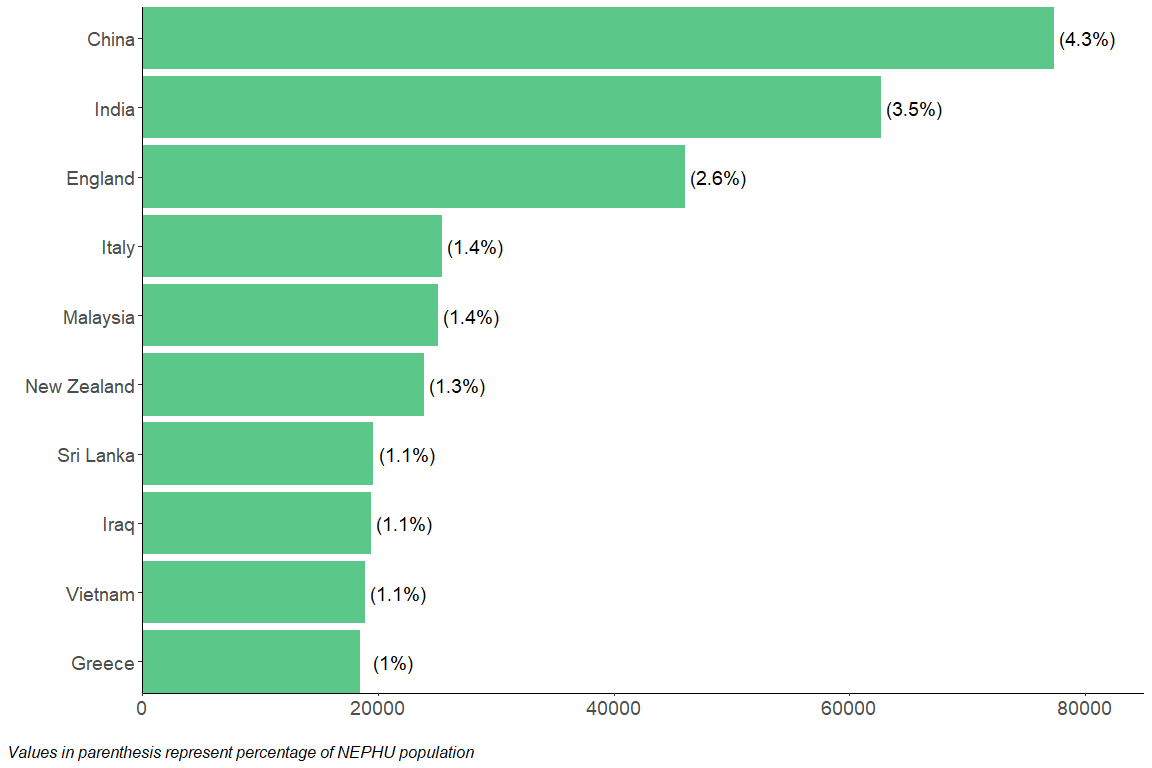 China (4.3%)
India (3.5%)
England (2.6%)
Italy (1.4%)
Malaysia (1.4%)
New Zealand (1.3%)
Sri Lanka (1.1%)
Iraq (1.1%)
Vietnam (1.1%)
Greece (1%)
0 20000 40000 60000 80000
Values in parenthesis represent percentage of NEPHU population